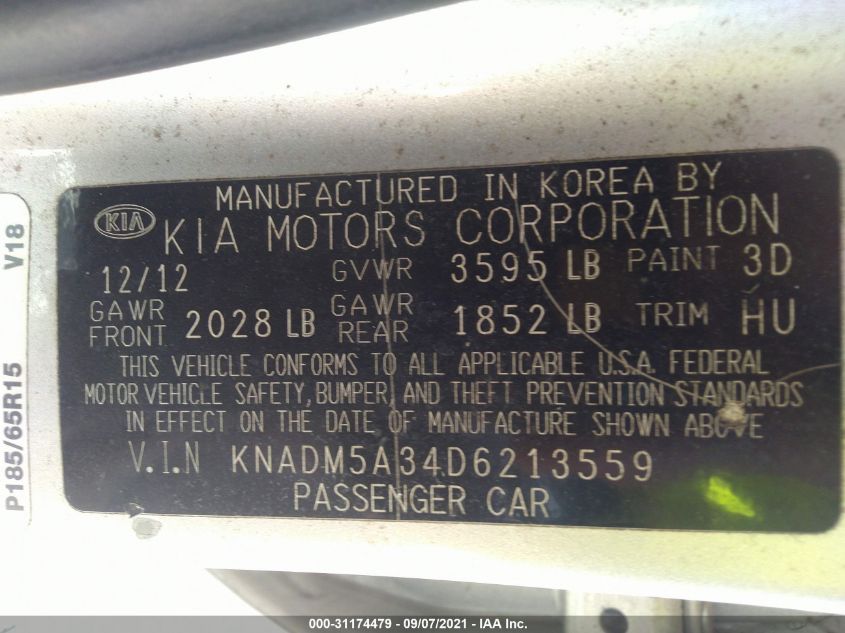 MANUFACTURED IN KOREA BY
KIA KIA MOTORS CORPORATION
12/12 GVWR 3595 LB PAINT 3D
GAWR FRONT 2028 LB GAWR REAR 1852 LB TRIM HU
THIS VEHICLE CONFORMS TO ALL APPLICABLE U.S.A. FEDERAL
MOTOR VEHICLE SAFETY, BUMPER, AND THEFT PREVENTION STANDARDS
IN EFFECT ON THE DATE OF MANUFACTURE SHOWN ABOVE
V.I.N KNADM5A34D6213559
PASSENGER CAR
P185/65R15 V18
000-31174479 - 09/07/2021 - IAA Inc.